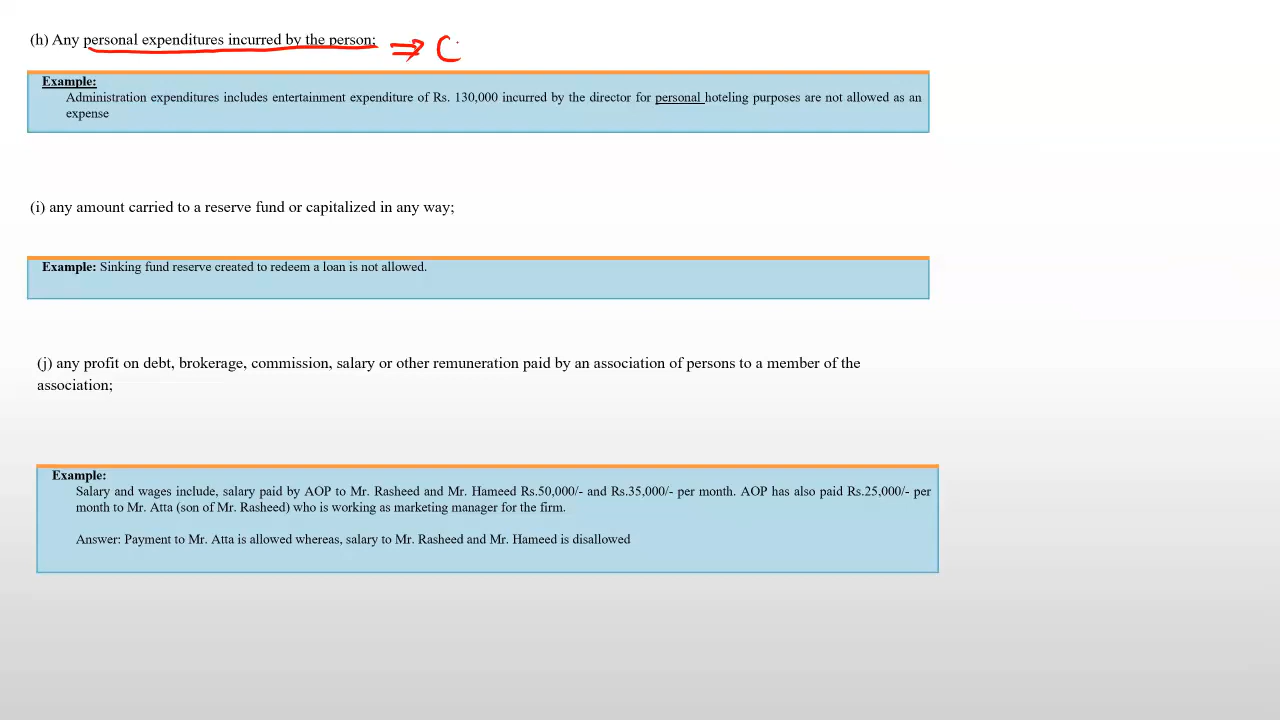 (h) Any personal expenditures incurred by the person; ⇒ C
Example:
Administration expenditures includes entertainment expenditure of Rs. 130,000 incurred by the director for personal hoteling purposes are not allowed as an
expense
(i) any amount carried to a reserve fund or capitalized in any way;
Example: Sinking fund reserve created to redeem a loan is not allowed.
(j) any profit on debt, brokerage, commission, salary or other remuneration paid by an association of persons to a member of the
association;
Example:
Salary and wages include, salary paid by AOP to Mr. Rasheed and Mr. Hameed Rs.50,000/- and Rs.35,000/- per month. AOP has also paid Rs.25,000/- per
month to Mr. Atta (son of Mr. Rasheed) who is working as marketing manager for the firm.
Answer: Payment to Mr. Atta is allowed whereas, salary to Mr. Rasheed and Mr. Hameed is disallowed